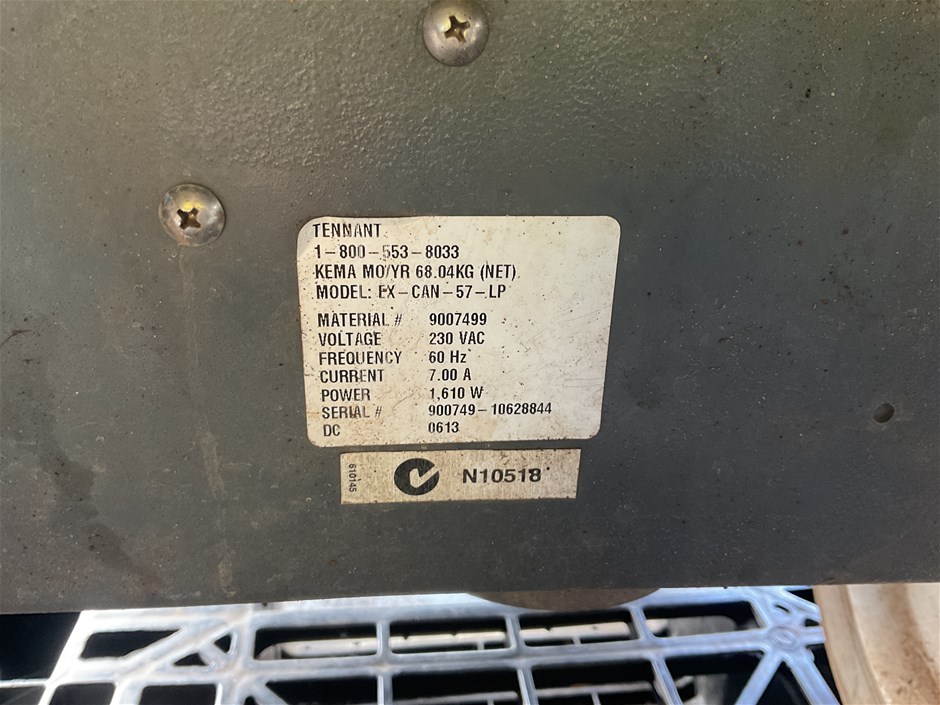 TENNANT
1-800-553-8033
KEMA MO/YR 68.04KG (NET)
MODEL: EX-CAN-57-LP
MATERIAL # 9007499
VOLTAGE 230 VAC
FREQUENCY 60 Hz
CURRENT 7.00 A
POWER 1,610 W
SERIAL # 900749-10628844
DC 0613
610145 N10518